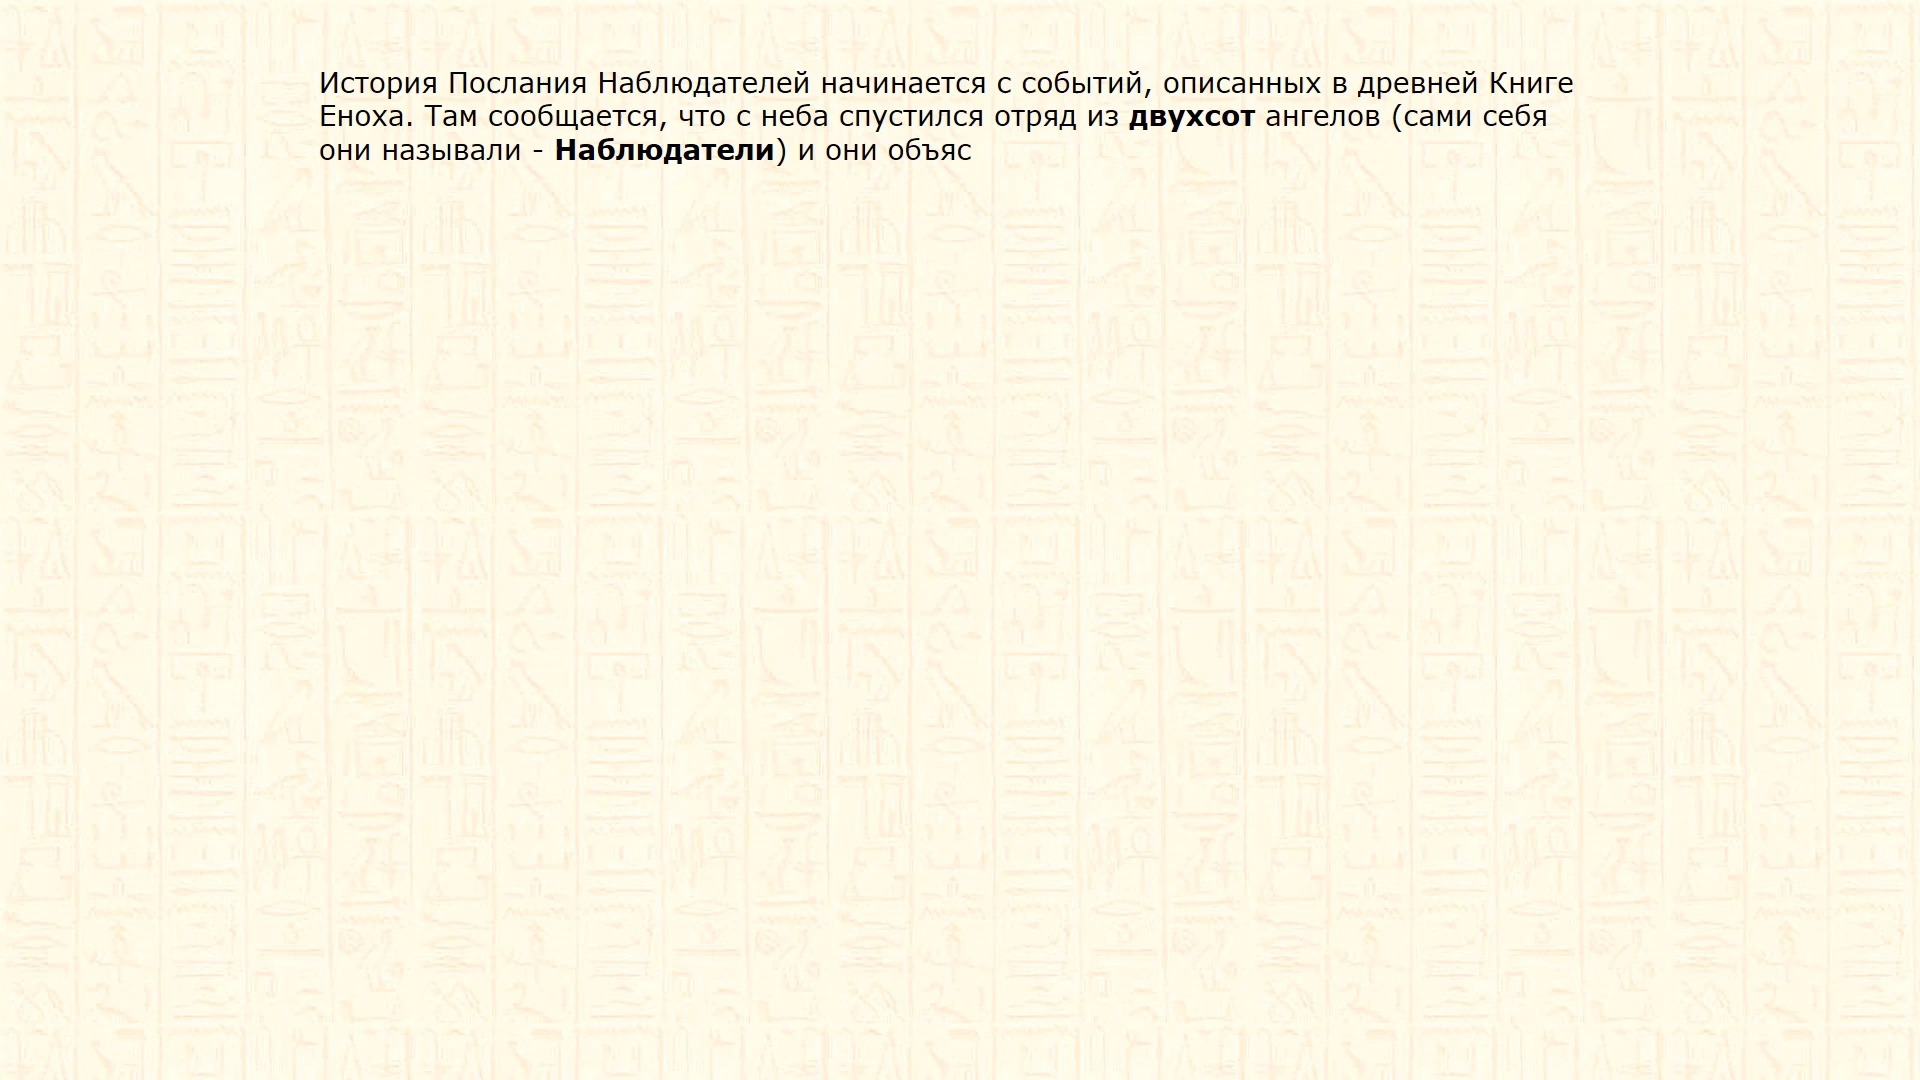 История Послания Наблюдателей начинается с событий, описанных в древней Книге
Еноха. Там сообщается, что с неба спустился отряд из двухсот ангелов (сами себя
они называли - Наблюдатели) и они объяс